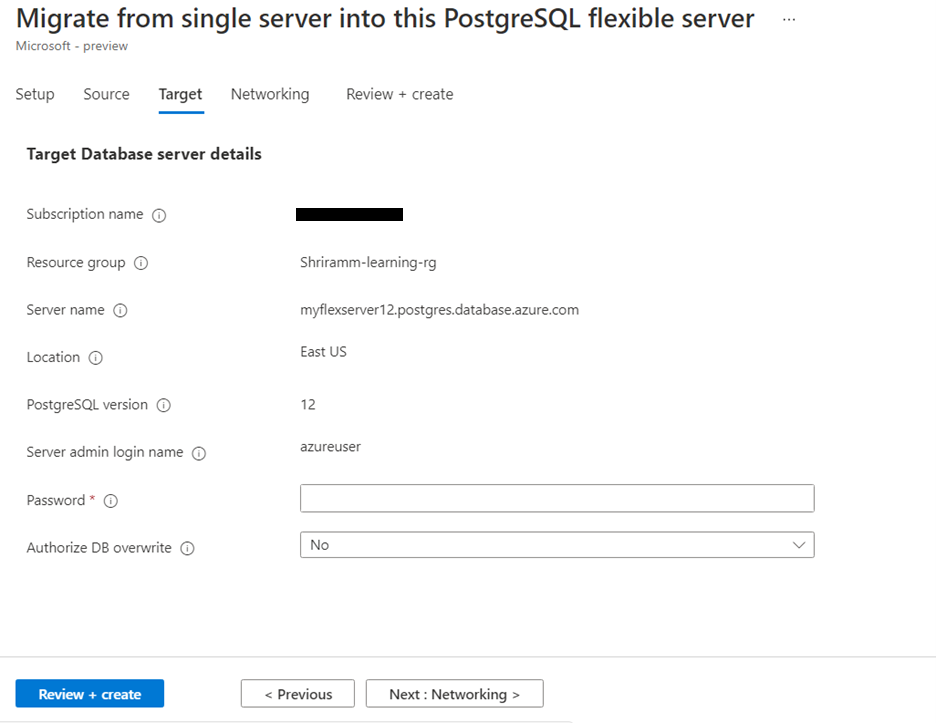 Migrate from single server into this PostgreSQL flexible server ...
Microsoft - preview
Setup Source Target Networking Review + create
Target Database server details
Subscription name
Resource group Shriramm-learning-rg
Server name myflexserver12.postgres.database.azure.com
Location East US
PostgreSQL version 12
Server admin login name azureuser
Password *
Authorize DB overwrite No
Review + create < Previous Next : Networking >